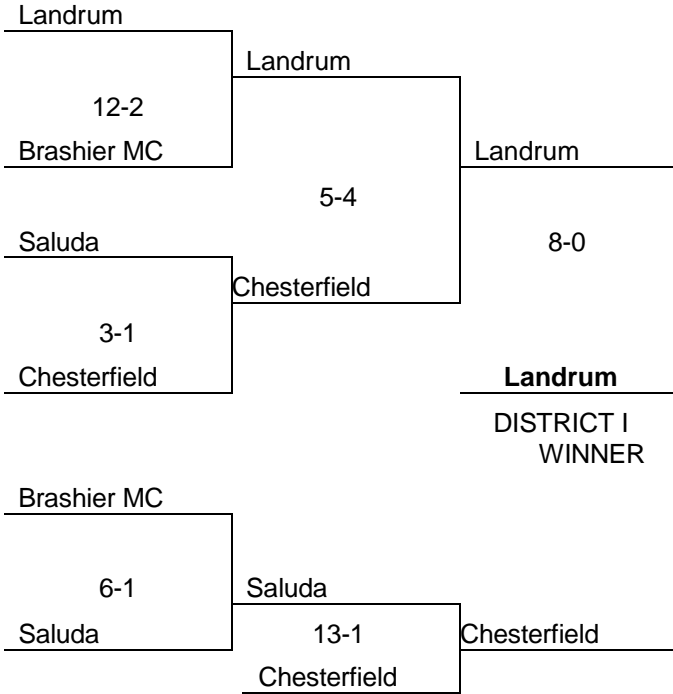 Landrum
Landrum
12-2
Brashier MC
Landrum
5-4
Saluda
8-0
Chesterfield
3-1
Chesterfield
Landrum
DISTRICT I
WINNER
Brashier MC
6-1
Saluda
Saluda
13-1
Chesterfield
Chesterfield